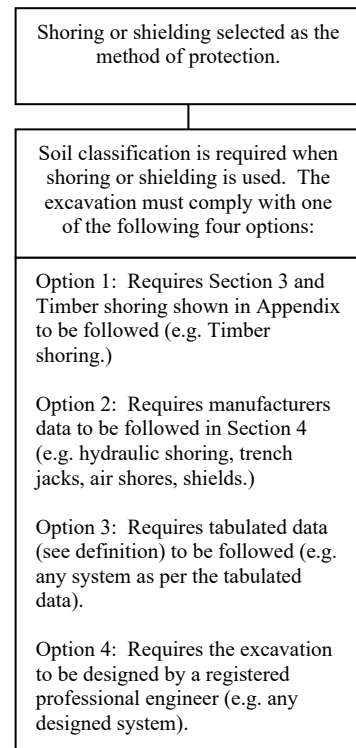 Shoring or shielding selected as the
method of protection.
Soil classification is required when
shoring or shielding is used.  The
excavation must comply with one
of the following four options:
Option 1:  Requires Section 3 and
Timber shoring shown in Appendix
to be followed (e.g. Timber
shoring.)
Option 2:  Requires manufacturers
data to be followed in Section 4
(e.g. hydraulic shoring, trench
jacks, air shores, shields.)
Option 3:  Requires tabulated data
(see definition) to be followed (e.g.
any system as per the tabulated
data).
Option 4:  Requires the excavation
to be designed by a registered
professional engineer (e.g. any
designed system).